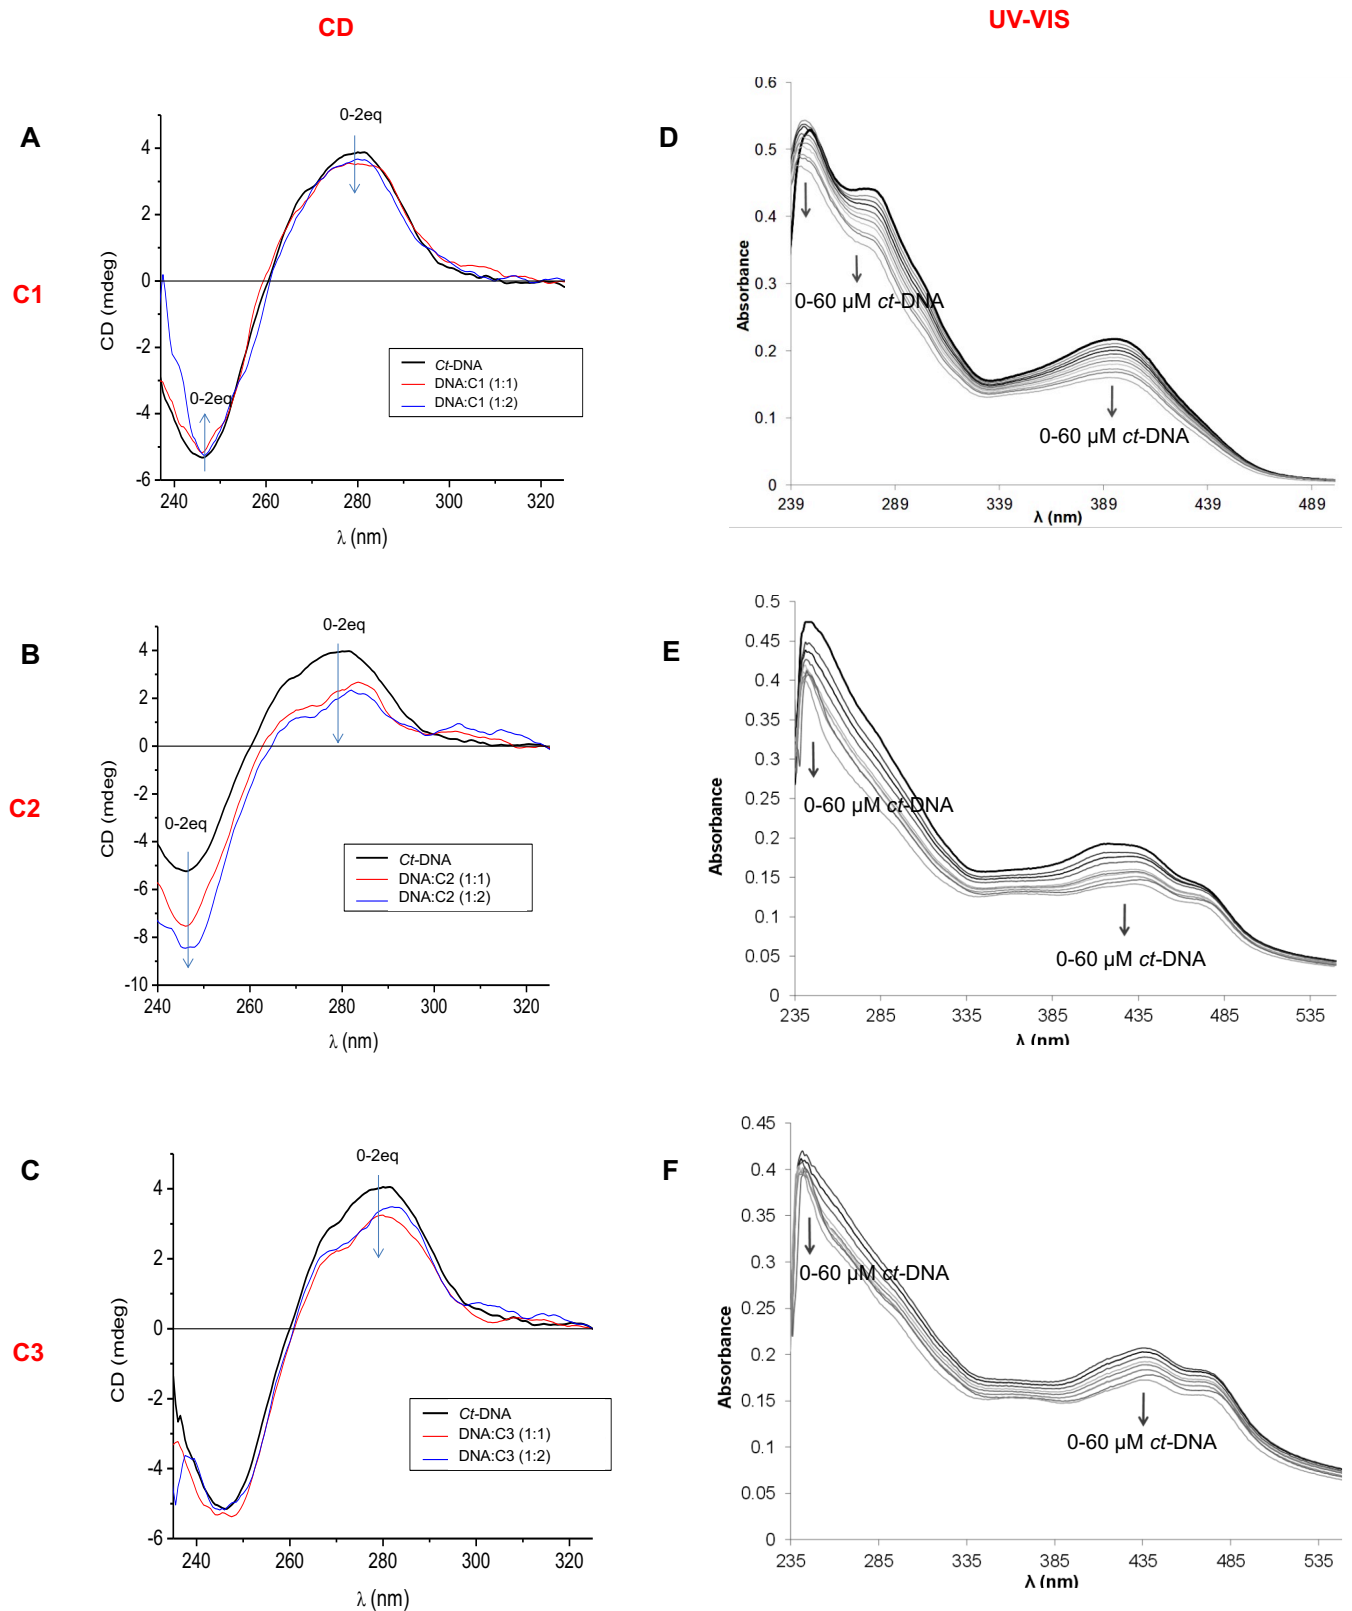 CD
UV-VIS
A
0-2eq
4
2
0
-2
-4
-6
CD (mdeg)
C1
0-2eq
Ct-DNA
DNA:C1 (1:1)
DNA:C1 (1:2)
240 260 280 300 320
λ (nm)
D
0.6
0.5
0.4
0.3
0.2
0.1
0
Absorbance
0-60 µM ct-DNA
0-60 µM ct-DNA
239 289 339 389 439 489
λ (nm)
B
0-2eq
4
2
0
-2
-4
-6
-8
-10
CD (mdeg)
C2
0-2eq
Ct-DNA
DNA:C2 (1:1)
DNA:C2 (1:2)
240 260 280 300 320
λ (nm)
E
0.5
0.45
0.4
0.35
0.3
0.25
0.2
0.15
0.1
0.05
0
Absorbance
0-60 µM ct-DNA
0-60 µM ct-DNA
235 285 335 385 435 485 535
λ (nm)
C
0-2eq
4
2
0
-2
-4
-6
CD (mdeg)
C3
Ct-DNA
DNA:C3 (1:1)
DNA:C3 (1:2)
240 260 280 300 320
λ (nm)
F
0.45
0.4
0.35
0.3
0.25
0.2
0.15
0.1
0.05
0
Absorbance
0-60 µM ct-DNA
0-60 µM ct-DNA
235 285 335 385 435 485 535
λ (nm)